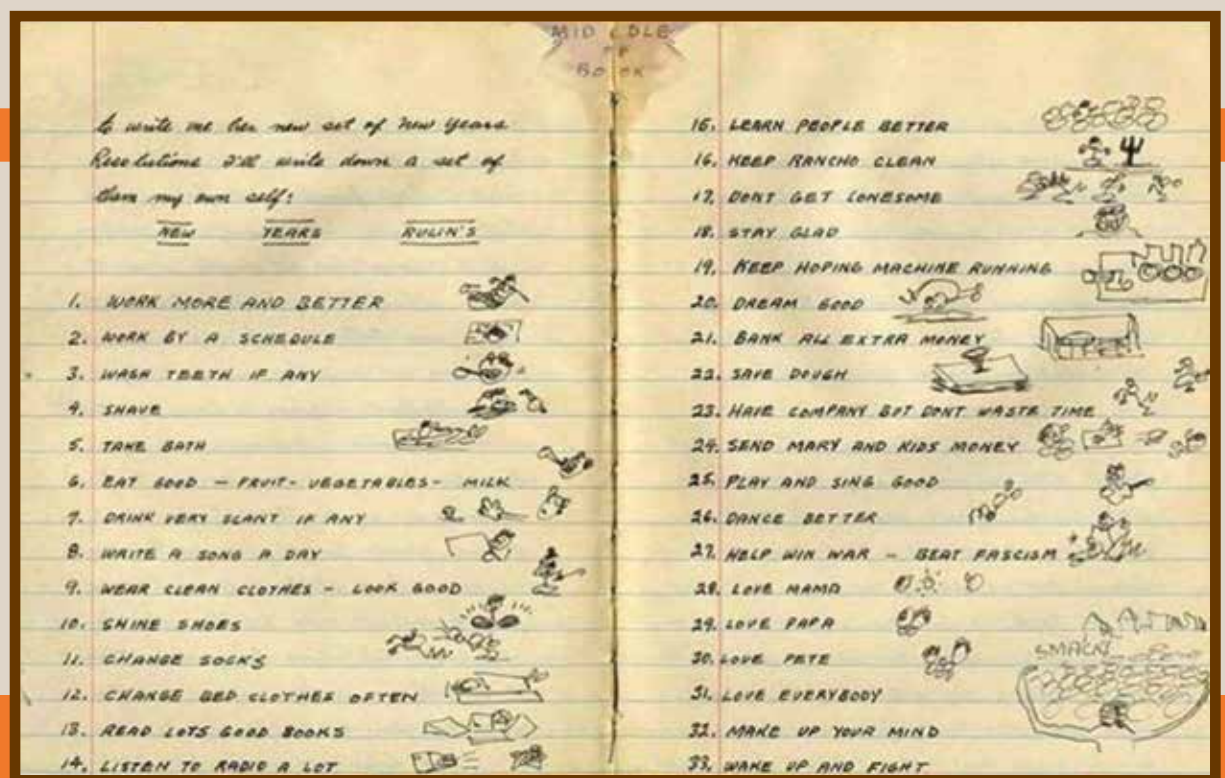 MIDDLE
OF
BOOK
to write me her new set of New Years
Resolutions I'll write down a set of
them my own self:
NEW YEARS RULIN'S
1. WORK MORE AND BETTER
2. WORK BY A SCHEDULE
3. WASH TEETH IF ANY
4. SHAVE
5. TAKE BATH
6. EAT GOOD - FRUIT - VEGETABLES - MILK
7. DRINK VERY SCANT IF ANY
8. WRITE A SONG A DAY
9. WEAR CLEAN CLOTHES - LOOK GOOD
10. SHINE SHOES
11. CHANGE SOCKS
12. CHANGE BED CLOTHES OFTEN
13. READ LOTS GOOD BOOKS
14. LISTEN TO RADIO A LOT
15. LEARN PEOPLE BETTER
16. KEEP RANCHO CLEAN
17. DONT GET LONESOME
18. STAY GLAD
19. KEEP HOPING MACHINE RUNNING
20. DREAM GOOD
21. BANK ALL EXTRA MONEY
22. SAVE DOUGH
23. HAVE COMPANY BUT DONT WASTE TIME
24. SEND MARY AND KIDS MONEY
25. PLAY AND SING GOOD
26. DANCE BETTER
27. HELP WIN WAR - BEAT FASCISM
28. LOVE MAMA
29. LOVE PAPA
30. LOVE PETE
SMACK!
31. LOVE EVERYBODY
32. MAKE UP YOUR MIND
33. WAKE UP AND FIGHT